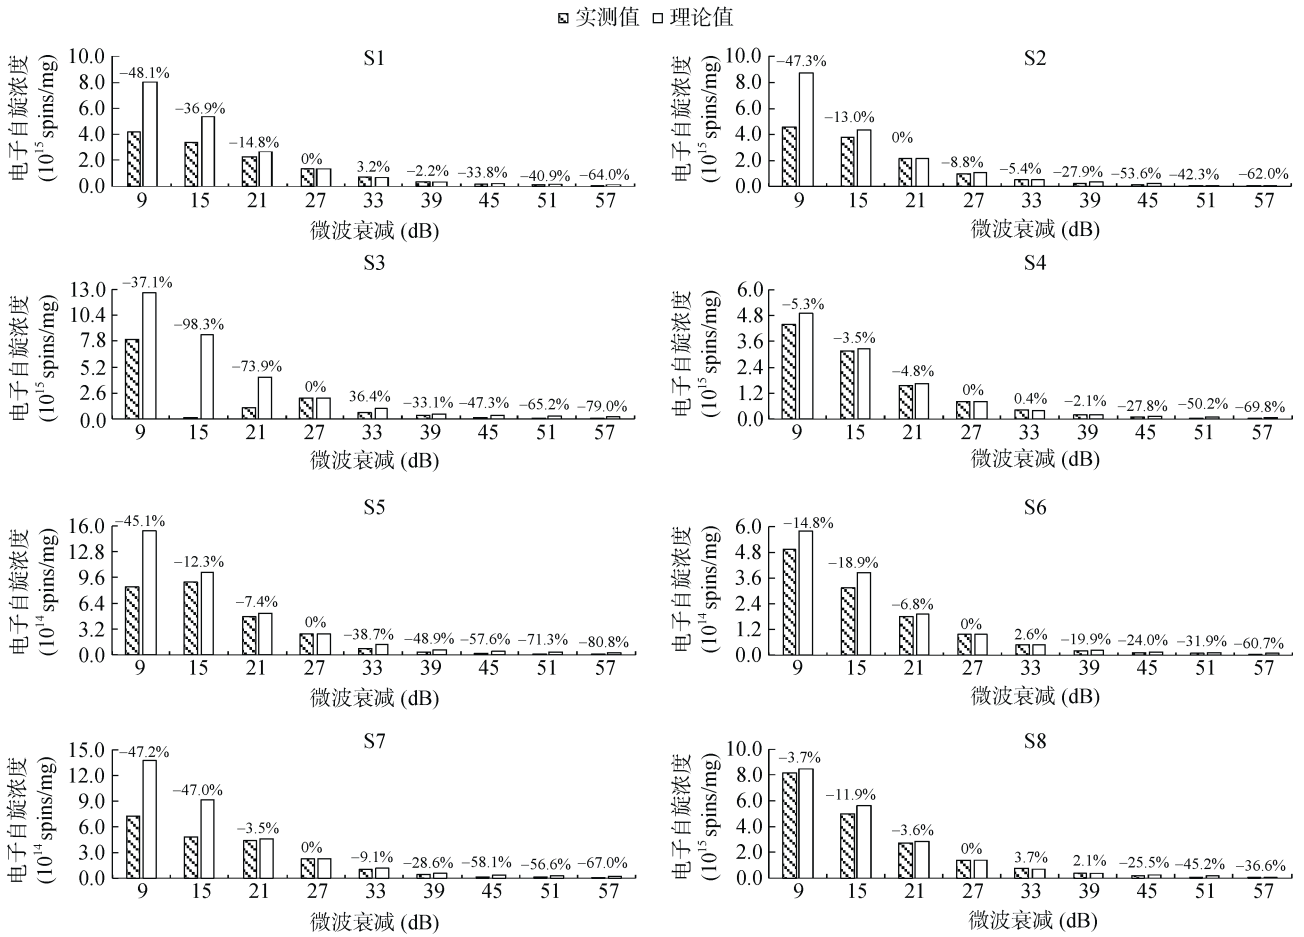 实测值 理论值
S1
电子自旋浓度
(10¹⁵ spins/mg)
10.0
8.0
6.0
4.0
2.0
0.0
−48.1% −36.9% −14.8% 0% 3.2% −2.2% −33.8% −40.9% −64.0%
9 15 21 27 33 39 45 51 57
微波衰减 (dB)
S2
电子自旋浓度
(10¹⁵ spins/mg)
10.0
8.0
6.0
4.0
2.0
0.0
−47.3% −13.0% 0% −8.8% −5.4% −27.9% −53.6% −42.3% −62.0%
9 15 21 27 33 39 45 51 57
微波衰减 (dB)
S3
电子自旋浓度
(10¹⁵ spins/mg)
13.0
10.4
7.8
5.2
2.6
0.0
−37.1% −98.3% −73.9% 0% 36.4% −33.1% −47.3% −65.2% −79.0%
9 15 21 27 33 39 45 51 57
微波衰减 (dB)
S4
电子自旋浓度
(10¹⁵ spins/mg)
6.0
4.8
3.6
2.4
1.2
0.0
−5.3% −3.5% −4.8% 0% 0.4% −2.1% −27.8% −50.2% −69.8%
9 15 21 27 33 39 45 51 57
微波衰减 (dB)
S5
电子自旋浓度
(10¹⁴ spins/mg)
16.0
12.8
9.6
6.4
3.2
0.0
−45.1% −12.3% −7.4% 0% −38.7% −48.9% −57.6% −71.3% −80.8%
9 15 21 27 33 39 45 51 57
微波衰减 (dB)
S6
电子自旋浓度
(10¹⁴ spins/mg)
6.0
4.8
3.6
2.4
1.2
0.0
−14.8% −18.9% −6.8% 0% 2.6% −19.9% −24.0% −31.9% −60.7%
9 15 21 27 33 39 45 51 57
微波衰减 (dB)
S7
电子自旋浓度
(10¹⁴ spins/mg)
15.0
12.0
9.0
6.0
3.0
0.0
−47.2% −47.0% −3.5% 0% −9.1% −28.6% −58.1% −56.6% −67.0%
9 15 21 27 33 39 45 51 57
微波衰减 (dB)
S8
电子自旋浓度
(10¹⁵ spins/mg)
10.0
8.0
6.0
4.0
2.0
0.0
−3.7% −11.9% −3.6% 0% 3.7% 2.1% −25.5% −45.2% −36.6%
9 15 21 27 33 39 45 51 57
微波衰减 (dB)